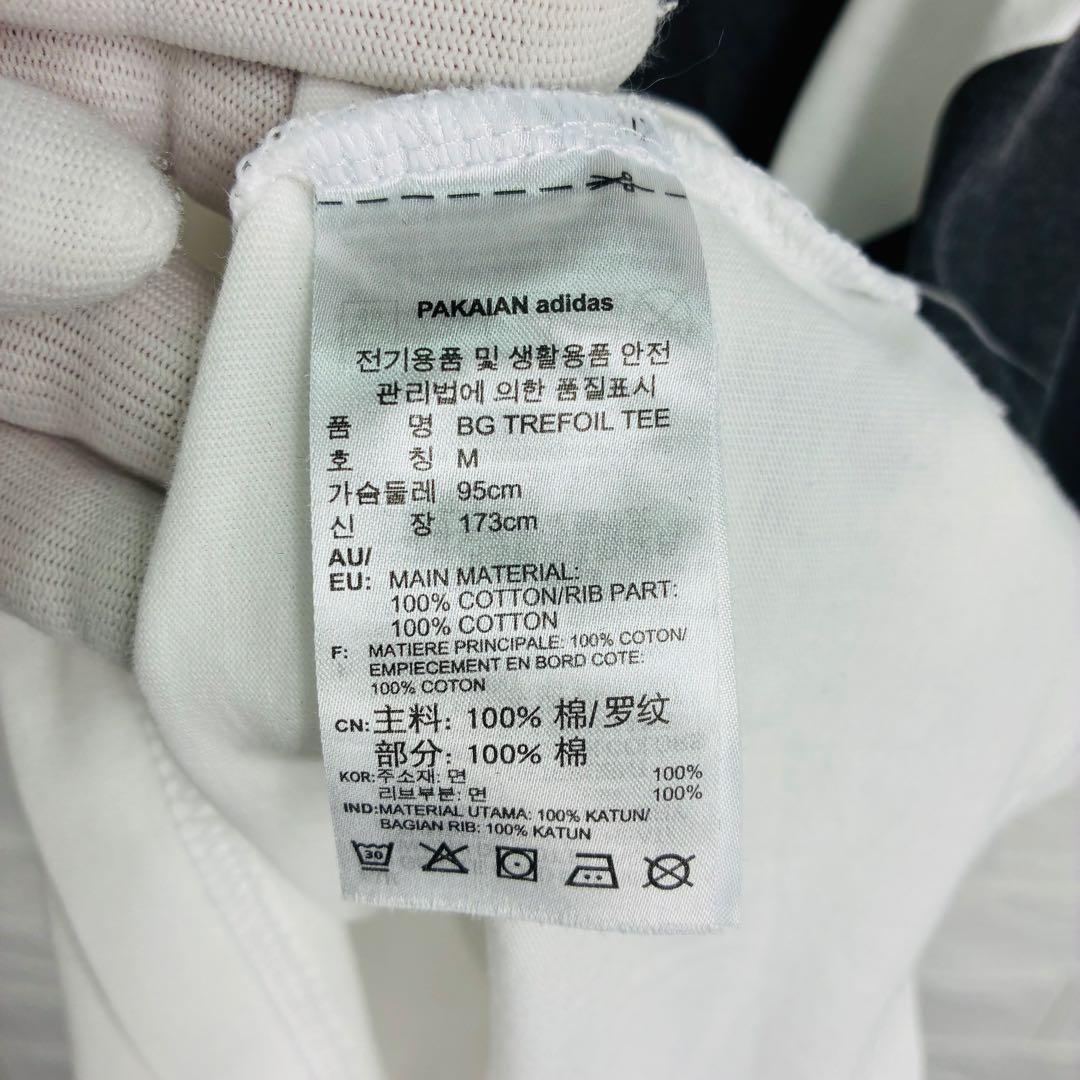 PAKAIAN adidas
전기용품 및 생활용품 안전
관리법에 의한 품질표시
품 명 BG TREFOIL TEE
호 칭 M
가슴둘레 95cm
신 장 173cm
AU/
EU: MAIN MATERIAL:
100% COTTON/RIB PART:
100% COTTON
F: MATIERE PRINCIPALE: 100% COTON/
EMPIECEMENT EN BORD COTE:
100% COTON
CN: 主料: 100% 棉/罗纹
部分: 100% 棉
KOR: 주소재: 면 100%
리브부분: 면 100%
IND: MATERIAL UTAMA: 100% KATUN/
BAGIAN RIB: 100% KATUN
30